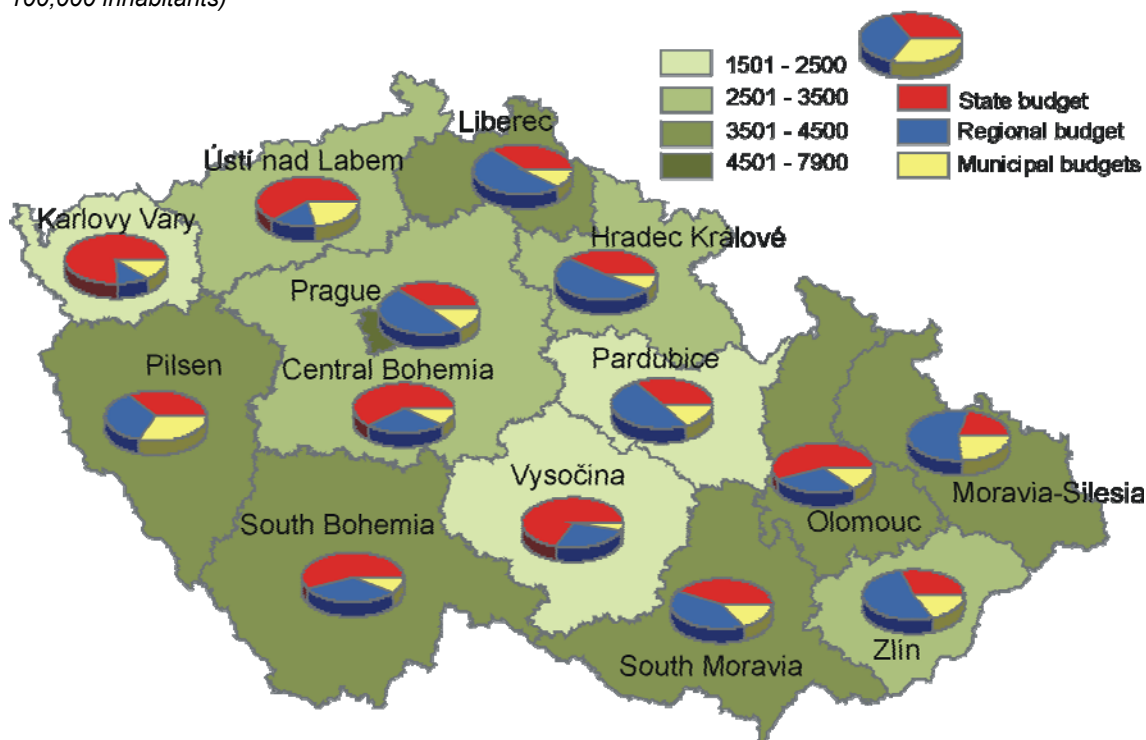 100,000 inhabitants)
1501 - 2500
2501 - 3500
3501 - 4500
4501 - 7900
State budget
Regional budget
Municipal budgets
Liberec
Ústí nad Labem
Karlovy Vary
Hradec Králové
Prague
Pilsen
Central Bohemia
Pardubice
Vysočina
South Bohemia
Moravia-Silesia
Olomouc
Zlín
South Moravia